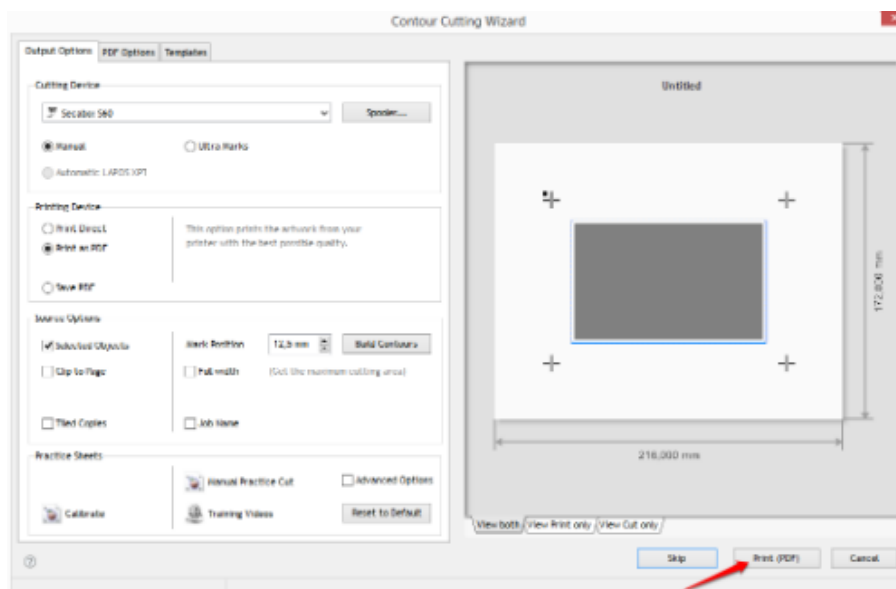 Contour Cutting Wizard
Output Options PDF Options Templates
Cutting Device
Secabo S60
Spooler...
Manual
Ultra Marks
Automatic LAPOS XPT
Printing Device
Print Direct
This option prints the artwork from your
Print as PDF
printer with the best possible quality.
Save PDF
Source Options
Selected Objects
Mark Position
12,5 mm
Build Contours
Clip to Page
Full width
(Get the maximum cutting area)
Tiled Copies
Job Name
Practice Sheets
Manual Practice Cut
Advanced Options
Calibrate
Training Videos
Reset to Default
Untitled
172,800 mm
216,000 mm
View both View Print only View Cut only
Skip
Print (PDF)
Cancel